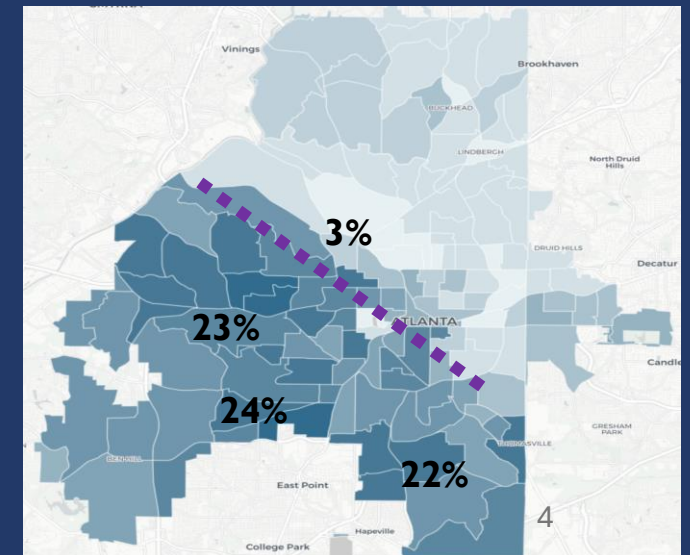 Vinings
Brookhaven
BUCKHEAD
LINDBERGH
North Druid
Hills
3%
DRUID HILLS
Decatur
ATLANTA
23%
Candle
24%
GRESHAM
PARK
THOMASVILLE
BEN HILL
22%
East Point
4
Hapeville
College Park